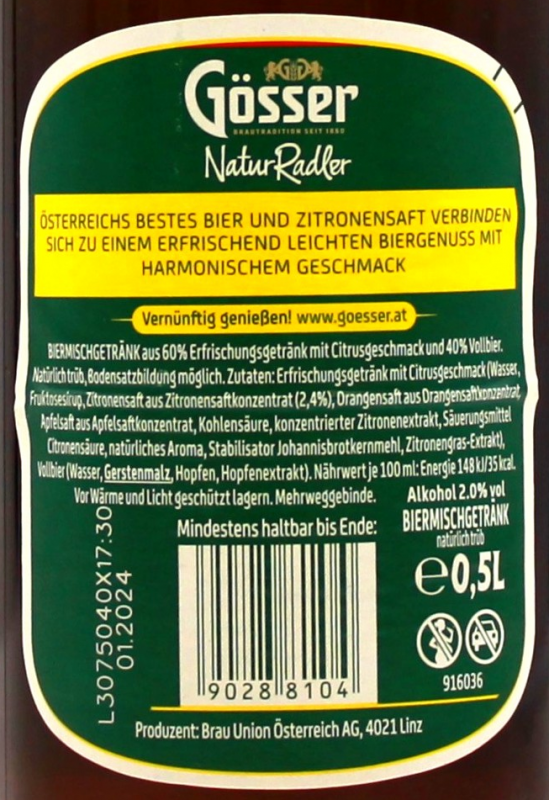 Gösser
BRAUTRADITION SEIT 1860
NaturRadler
ÖSTERREICHS BESTES BIER UND ZITRONENSAFT VERBINDEN
SICH ZU EINEM ERFRISCHEND LEICHTEN BIERGENUSS MIT
HARMONISCHEM GESCHMACK
Vernünftig genießen! www.goesser.at
BIERMISCHGETRÄNK aus 60% Erfrischungsgetränk mit Citrusgeschmack und 40% Vollbier.
Natürlich trüb, Bodensatzbildung möglich. Zutaten: Erfrischungsgetränk mit Citrusgeschmack (Wasser,
Fruktosesirup, Zitronensaft aus Zitronensaftkonzentrat (2,4%), Orangensaft aus Orangensaftkonzentrat,
Apfelsaft aus Apfelsaftkonzentrat, Kohlensäure, konzentrierter Zitronenextrakt, Säuerungsmittel
Citronensäure, natürliches Aroma, Stabilisator Johannisbrotkernmehl, Zitronengras-Extrakt),
Vollbier (Wasser, Gerstenmalz, Hopfen, Hopfenextrakt). Nährwert je 100 ml: Energie 148 kJ/35 kcal.
Vor Wärme und Licht geschützt lagern. Mehrweggebinde.
Alkohol 2.0% vol
BIERMISCHGETRÄNK
natürlich trüb
e 0,5L
Mindestens haltbar bis Ende:
L3075040X17:30
01.2024
90288104
916036
Produzent: Brau Union Österreich AG, 4021 Linz